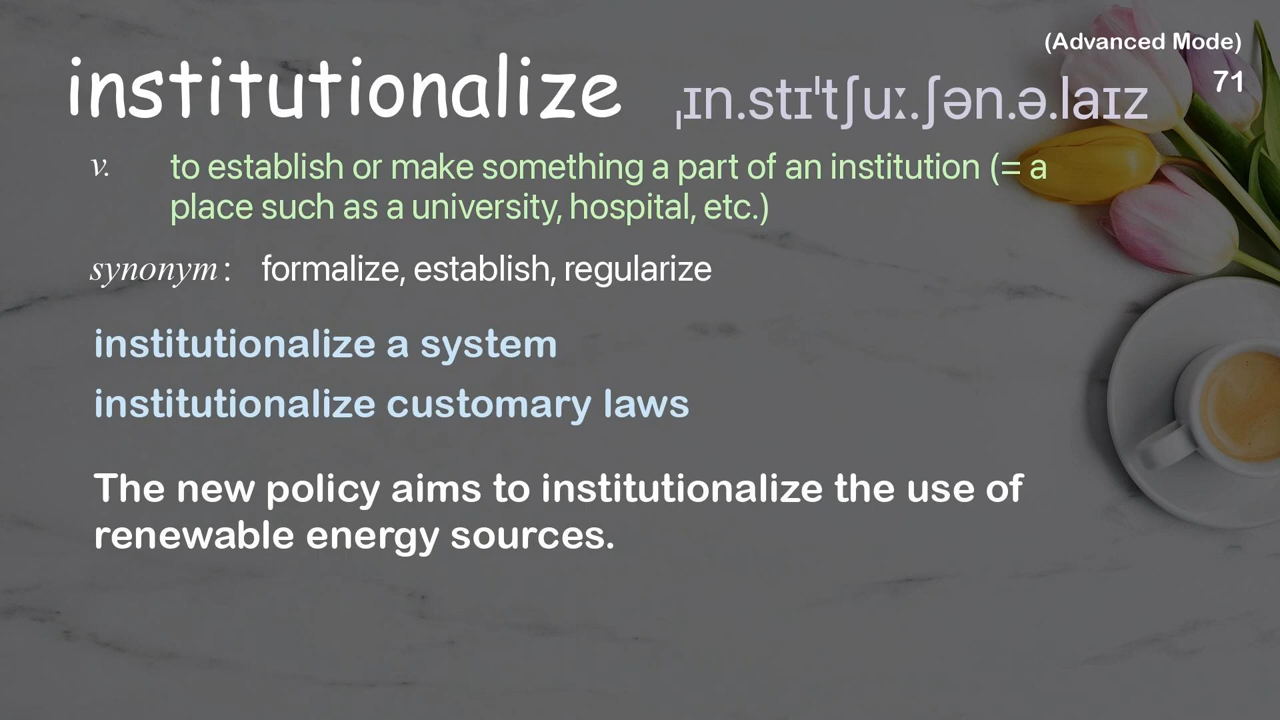 (Advanced Mode)
institutionalize ˌɪn.stɪˈtʃuː.ʃən.ə.laɪz 71
v. to establish or make something a part of an institution (= a
place such as a university, hospital, etc.)
synonym: formalize, establish, regularize
institutionalize a system
institutionalize customary laws
The new policy aims to institutionalize the use of
renewable energy sources.